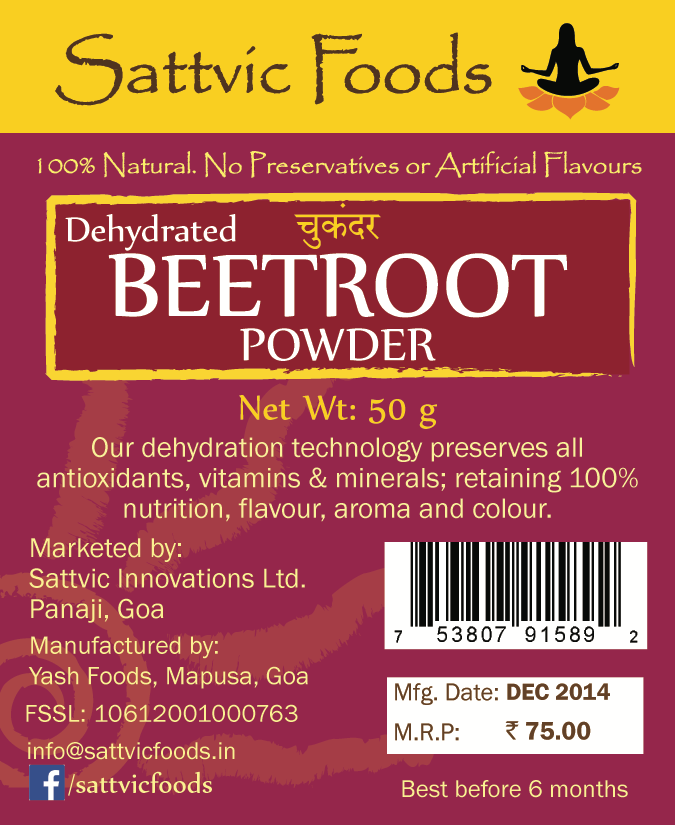 Sattvic Foods
100% Natural. No Preservatives or Artificial Flavours
Dehydrated चुकंदर
BEETROOT
POWDER
Net Wt: 50 g
Our dehydration technology preserves all
antioxidants, vitamins & minerals; retaining 100%
nutrition, flavour, aroma and colour.
Marketed by:
Sattvic Innovations Ltd.
Panaji, Goa
Manufactured by:
Yash Foods, Mapusa, Goa
FSSL: 10612001000763
info@sattvicfoods.in
f /sattvicfoods
7 53807 91589 2
Mfg. Date: DEC 2014
M.R.P: ₹ 75.00
Best before 6 months